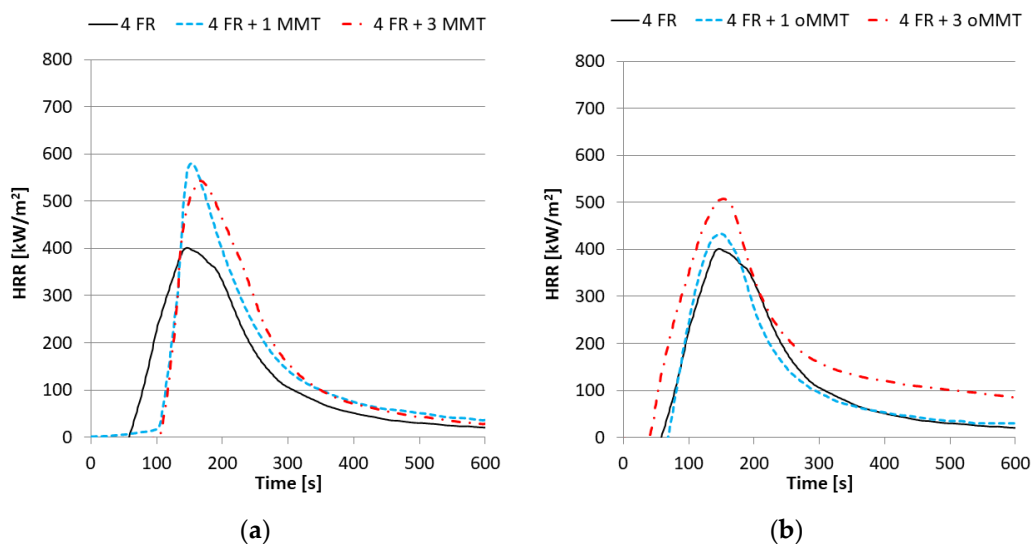 4 FR 4 FR + 1 MMT 4 FR + 3 MMT
800
700
600
500
400
300
200
100
0
HRR [kW/m²]
0 100 200 300 400 500 600
Time [s]
(a)
4 FR 4 FR + 1 oMMT 4 FR + 3 oMMT
800
700
600
500
400
300
200
100
0
HRR [kW/m²]
0 100 200 300 400 500 600
Time [s]
(b)